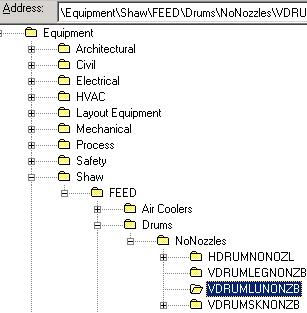 Address: \Equipment\Shaw\FEED\Drums\NoNozzles\VDRU
Equipment
Architectural
Civil
Electrical
HVAC
Layout Equipment
Mechanical
Process
Safety
Shaw
FEED
Air Coolers
Drums
NoNozzles
HDRUMNONOZL
VDRUMLEGNONZB
VDRUMLUNONZB
VDRUMSKNONZB